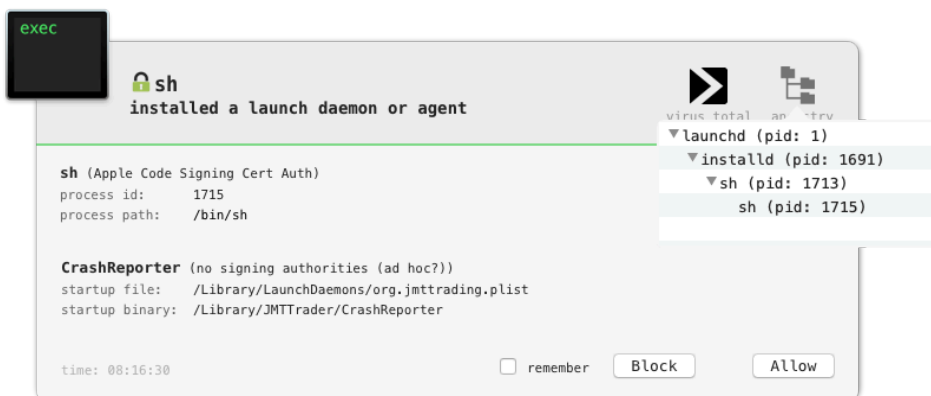 exec
sh
installed a launch daemon or agent
virus total
launchd (pid: 1)
installd (pid: 1691)
sh (pid: 1713)
sh (pid: 1715)
sh (Apple Code Signing Cert Auth)
process id: 1715
process path: /bin/sh
CrashReporter (no signing authorities (ad hoc?))
startup file: /Library/LaunchDaemons/org.jmttrading.plist
startup binary: /Library/JMTTrader/CrashReporter
time: 08:16:30
remember
Block
Allow